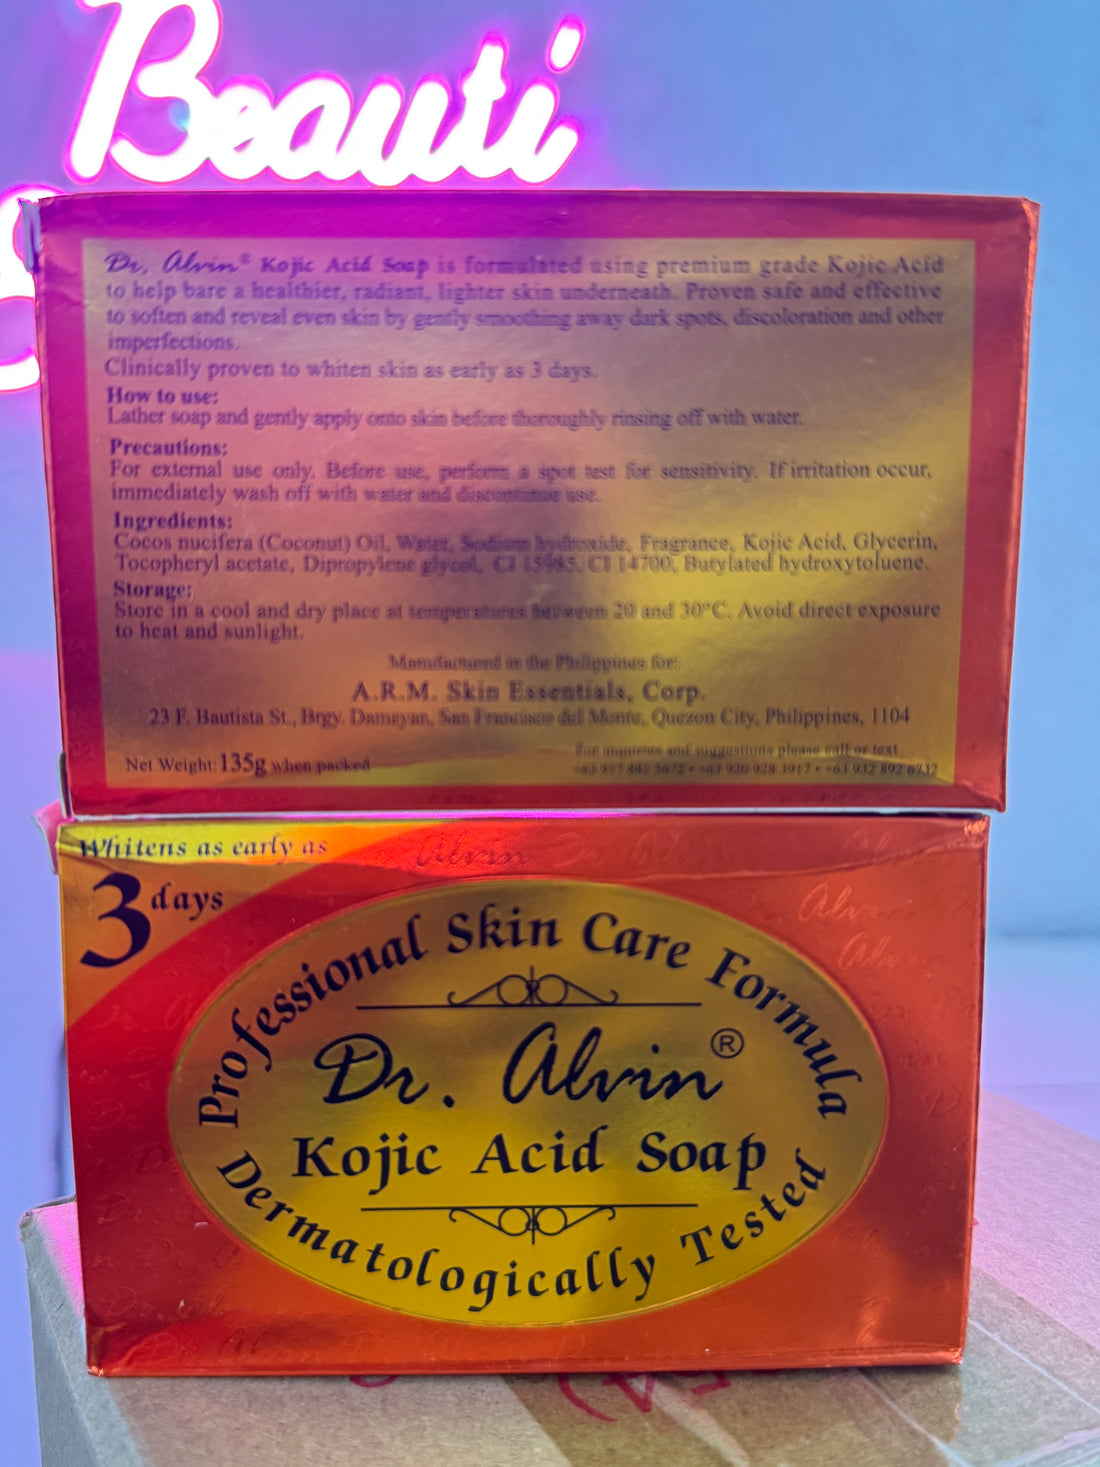 Beauti
Dr. Alvin® Kojic Acid Soap is formulated using premium grade Kojic Acid
to help bare a healthier, radiant, lighter skin underneath. Proven safe and effective
to soften and reveal even skin by gently smoothing away dark spots, discoloration and other
imperfections.
Clinically proven to whiten skin as early as 3 days.
How to use:
Lather soap and gently apply onto skin before thoroughly rinsing off with water.
Precautions:
For external use only. Before use, perform a spot test for sensitivity. If irritation occur,
immediately wash off with water and discontinue use.
Ingredients:
Cocos nucifera (Coconut) Oil, Water, Sodium hydroxide, Fragrance, Kojic Acid, Glycerin,
Tocopheryl acetate, Dipropylene glycol, CI 15985, CI 14700, Butylated hydroxytoluene.
Storage:
Store in a cool and dry place at temperatures between 20 and 30°C. Avoid direct exposure
to heat and sunlight.
Manufactured in the Philippines for:
A.R.M. Skin Essentials, Corp.
23 F. Bautista St., Brgy. Damayan, San Francisco del Monte, Quezon City, Philippines, 1104
Net Weight: 135g when packed
For inquiries and suggestions please call or text
+63 920 928 3917 • +63 932 892 6732
Whitens as early as
3 days
Professional Skin Care Formula
Dr. Alvin®
Kojic Acid Soap
Dermatologically Tested